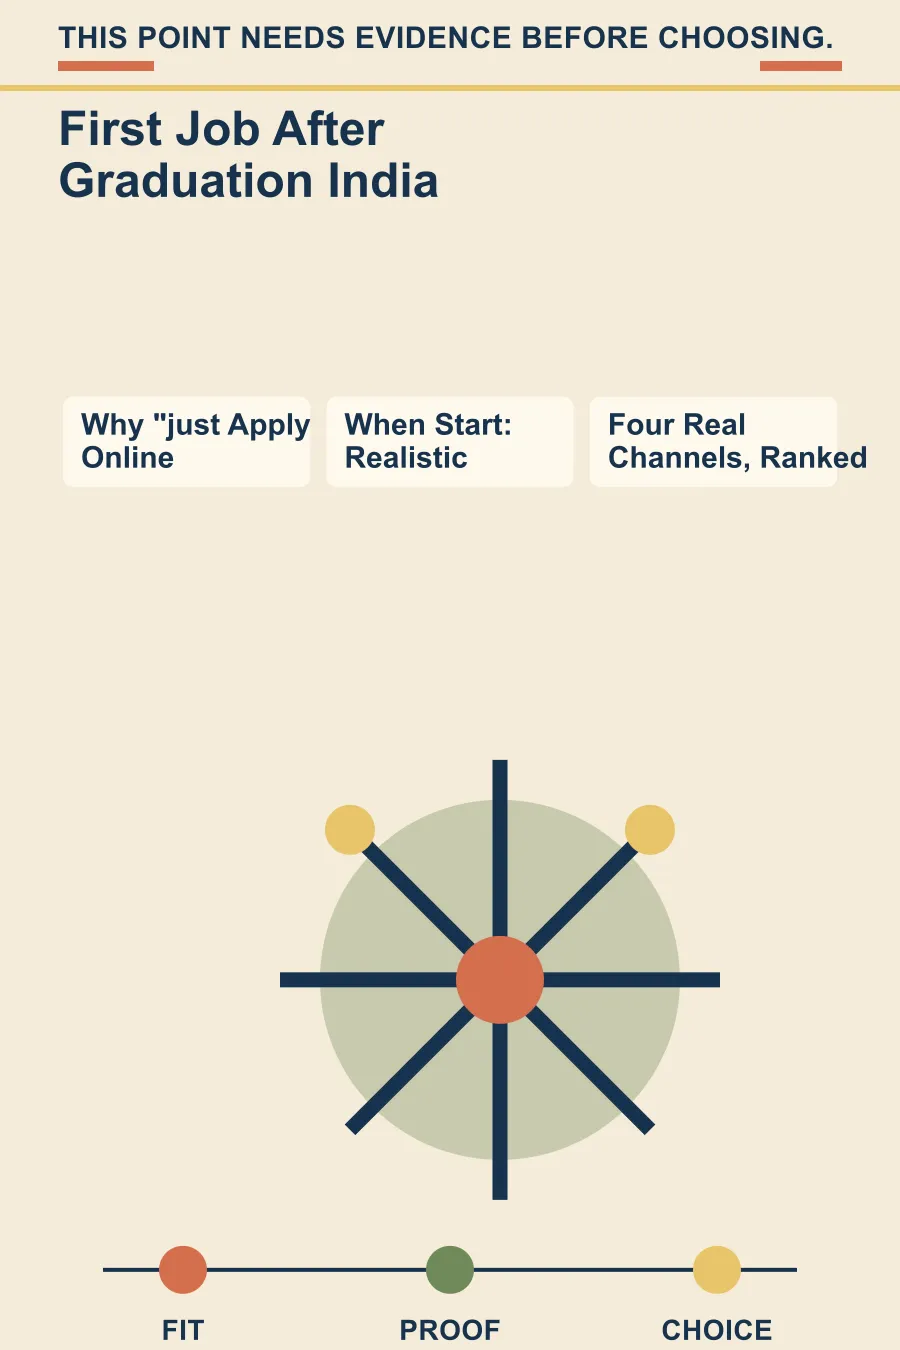 THIS POINT NEEDS EVIDENCE BEFORE CHOOSING.
First Job After
Graduation India
Why "just Apply
Online
When Start:
Realistic
Four Real
Channels, Ranked
FIT
PROOF
CHOICE